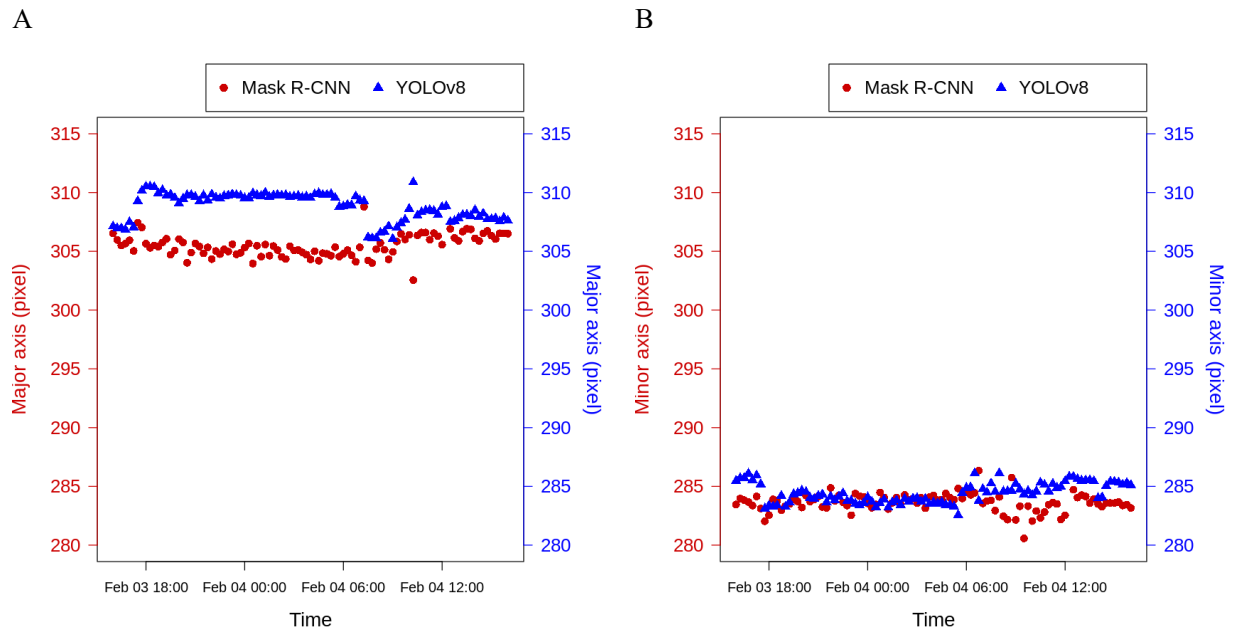 A
Mask R-CNN YOLOv8
315 315
310 310
305 305
300 300
295 295
290 290
285 285
280 280
Major axis (pixel)
Major axis (pixel)
Feb 03 18:00 Feb 04 00:00 Feb 04 06:00 Feb 04 12:00
Time
B
Mask R-CNN YOLOv8
315 315
310 310
305 305
300 300
295 295
290 290
285 285
280 280
Minor axis (pixel)
Minor axis (pixel)
Feb 03 18:00 Feb 04 00:00 Feb 04 06:00 Feb 04 12:00
Time